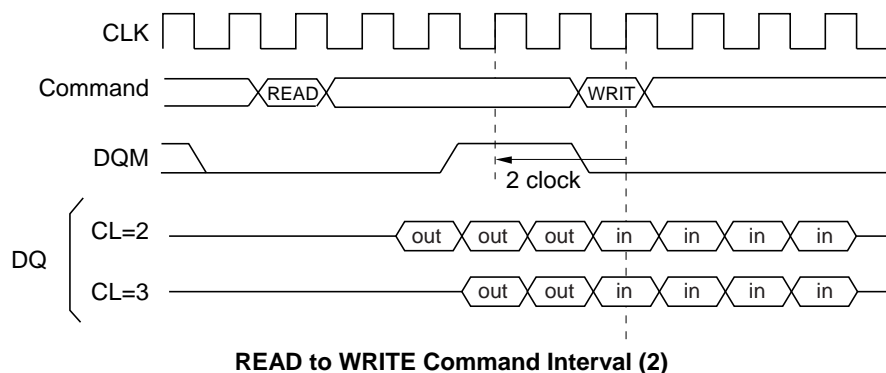 CLK
Command READ WRIT
DQM
2 clock
CL=2 out out out in in in in
DQ
CL=3 out out in in in in
READ to WRITE Command Interval (2)